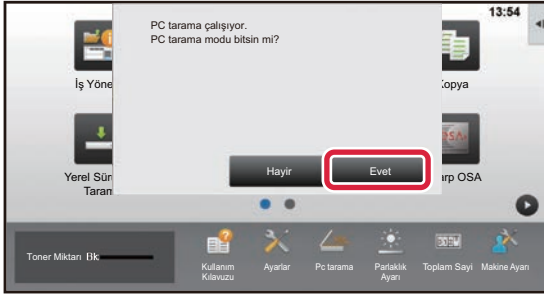 13:54
PC tarama çalışıyor.
PC tarama modu bitsin mi?
İş Yöne
Kopya
Hayir
Evet
Yerel Sür
Taram
arp OSA
Toner Miktarı Bk
Kullanım
Kılavuzu
Ayarlar
Pc tarama
Parlaklık
Ayarı
Toplam Sayi
Makine Ayarı